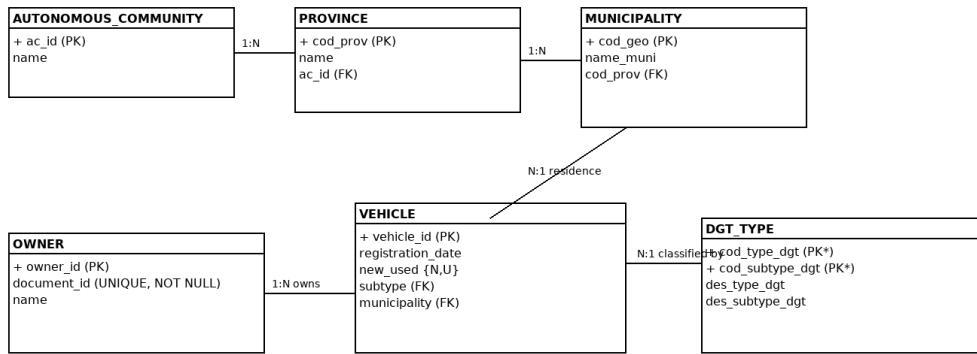 AUTONOMOUS_COMMUNITY
+ ac_id (PK)
name
1:N
PROVINCE
+ cod_prov (PK)
name
ac_id (FK)
1:N
MUNICIPALITY
+ cod_geo (PK)
name_muni
cod_prov (FK)
N:1 residence
OWNER
+ owner_id (PK)
document_id (UNIQUE, NOT NULL)
name
1:N owns
VEHICLE
+ vehicle_id (PK)
registration_date
new_used {N,U}
subtype (FK)
municipality (FK)
N:1 classified by
DGT_TYPE
+ cod_type_dgt (PK*)
+ cod_subtype_dgt (PK*)
des_type_dgt
des_subtype_dgt